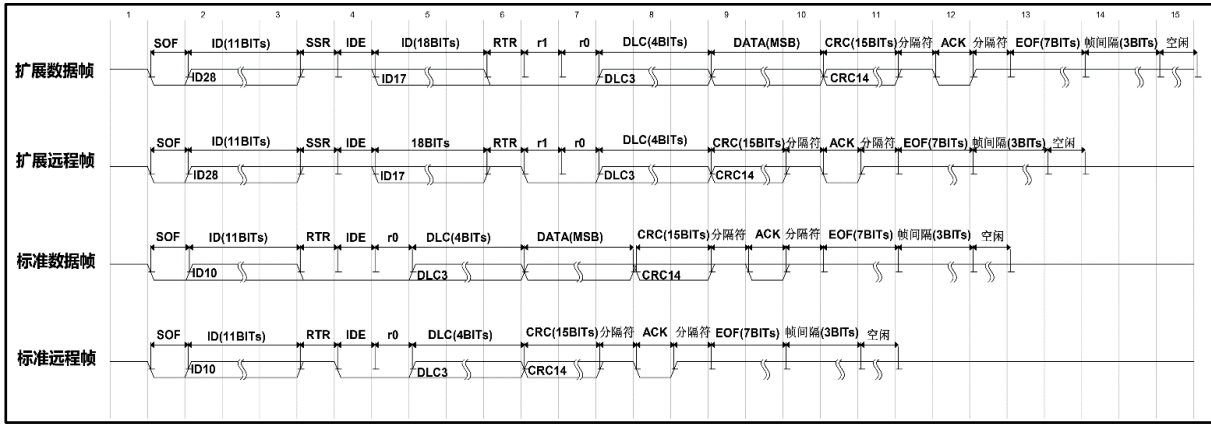 1 2 3 4 5 6 7 8 9 10 11 12 13 14 15
SOF ID(11BITs) SSR IDE ID(18BITs) RTR r1 r0 DLC(4BITs) DATA(MSB) CRC(15BITs) 分隔符 ACK 分隔符 EOF(7BITs) 帧间隔(3BITs) 空闲
扩展数据帧
ID28 ID17 DLC3 CRC14
SOF ID(11BITs) SSR IDE 18BITs RTR r1 r0 DLC(4BITs) CRC(15BITs) 分隔符 ACK 分隔符 EOF(7BITs) 帧间隔(3BITs) 空闲
扩展远程帧
ID28 ID17 DLC3 CRC14
SOF ID(11BITs) RTR IDE r0 DLC(4BITs) DATA(MSB) CRC(15BITs) 分隔符 ACK 分隔符 EOF(7BITs) 帧间隔(3BITs) 空闲
标准数据帧
ID10 DLC3 CRC14
SOF ID(11BITs) RTR IDE r0 DLC(4BITs) CRC(15BITs) 分隔符 ACK 分隔符 EOF(7BITs) 帧间隔(3BITs) 空闲
标准远程帧
ID10 DLC3 CRC14